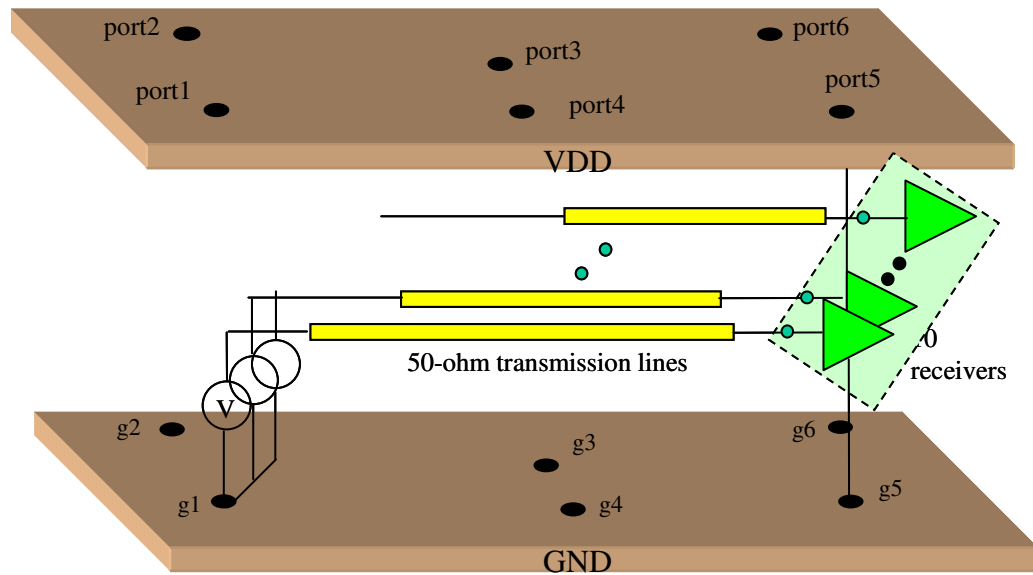 port2
port6
port3
port1
port5
port4
VDD
50-ohm transmission lines
receivers
V
g2
g6
g3
g1
g5
g4
GND